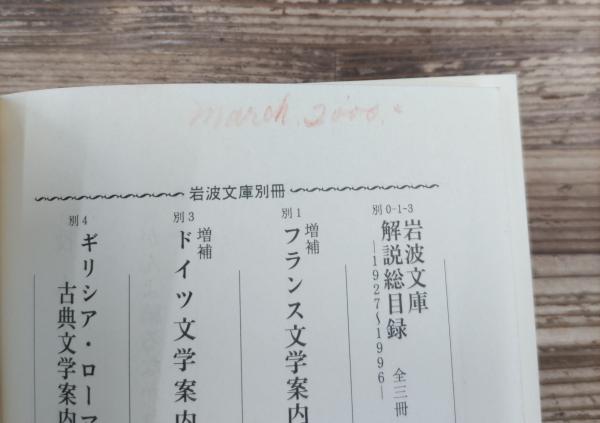 March. 2000.
岩波文庫別冊
別0-1-3
岩波文庫
解説総目録 全三冊
―1927〜1996―
別1
増補
フランス文学案内
別3
増補
ドイツ文学案内
別4
ギリシア・ローマ
古典文学案内